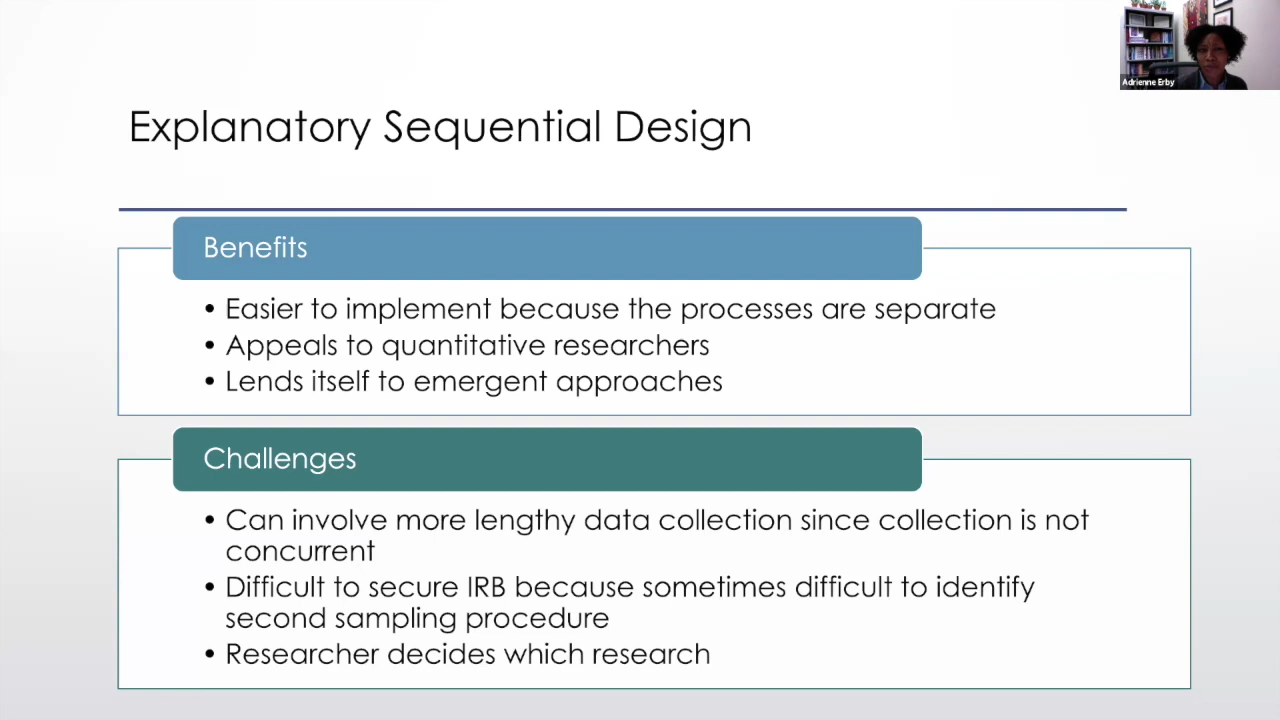 Adrienne Erby
Explanatory Sequential Design
Benefits
• Easier to implement because the processes are separate
• Appeals to quantitative researchers
• Lends itself to emergent approaches
Challenges
• Can involve more lengthy data collection since collection is not
concurrent
• Difficult to secure IRB because sometimes difficult to identify
second sampling procedure
• Researcher decides which research